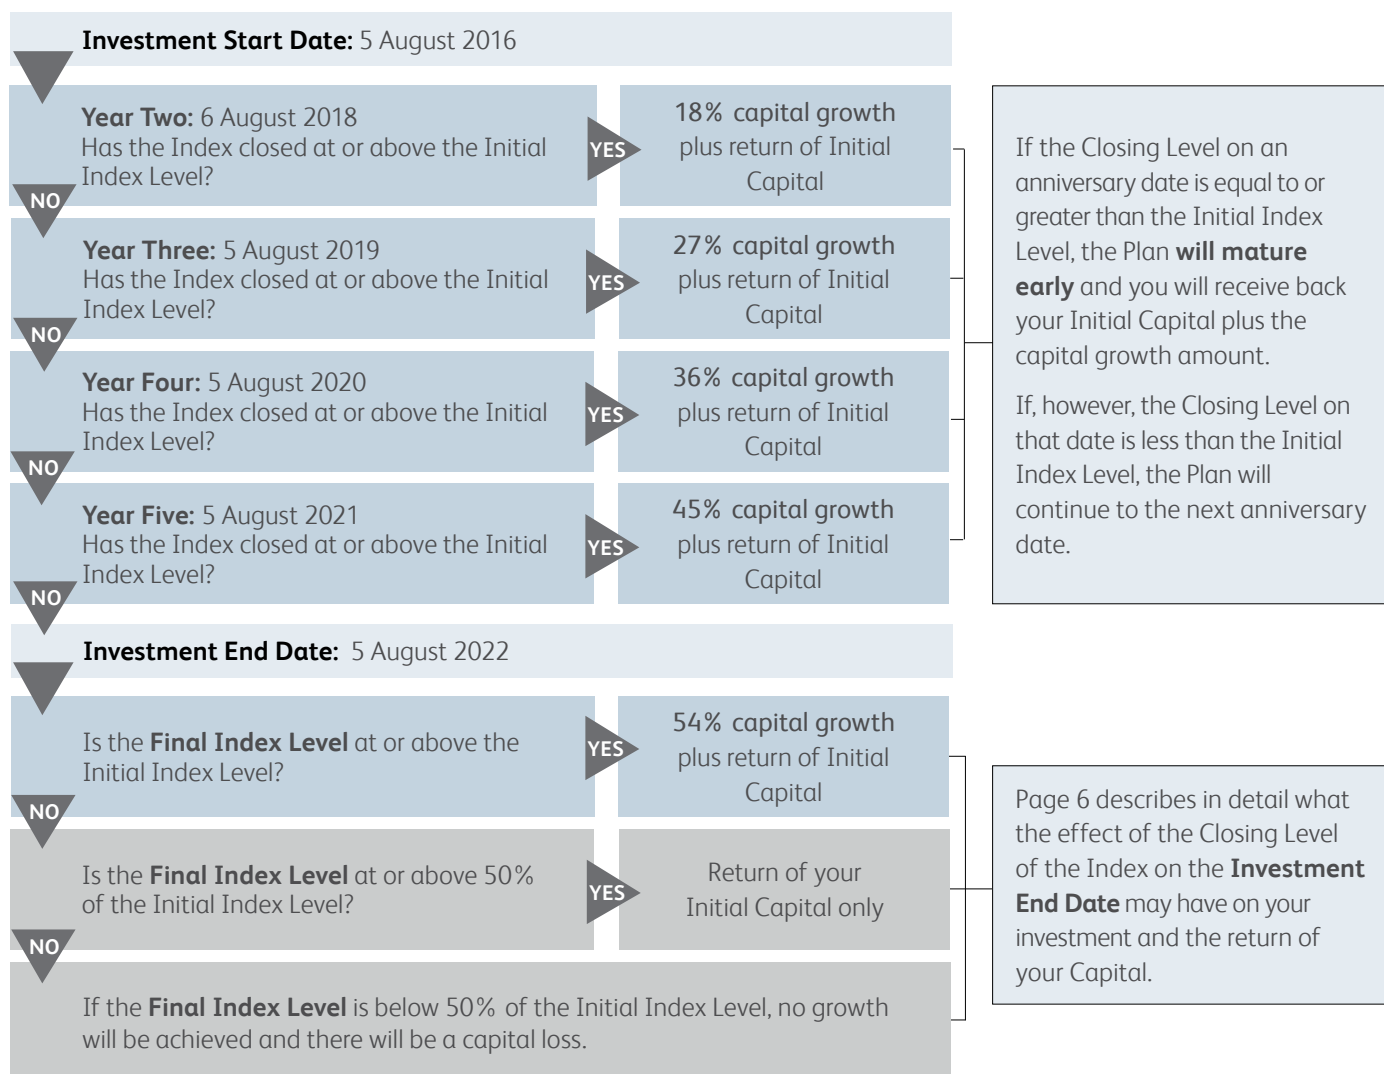 Investment Start Date: 5 August 2016
Year Two: 6 August 2018
Has the Index closed at or above the Initial
Index Level?
YES
18% capital growth
plus return of Initial
Capital
NO
Year Three: 5 August 2019
Has the Index closed at or above the Initial
Index Level?
YES
27% capital growth
plus return of Initial
Capital
NO
Year Four: 5 August 2020
Has the Index closed at or above the Initial
Index Level?
YES
36% capital growth
plus return of Initial
Capital
NO
Year Five: 5 August 2021
Has the Index closed at or above the Initial
Index Level?
YES
45% capital growth
plus return of Initial
Capital
NO
If the Closing Level on an
anniversary date is equal to or
greater than the Initial Index
Level, the Plan will mature
early and you will receive back
your Initial Capital plus the
capital growth amount.
If, however, the Closing Level on
that date is less than the Initial
Index Level, the Plan will
continue to the next anniversary
date.
Investment End Date: 5 August 2022
Is the Final Index Level at or above the
Initial Index Level?
YES
54% capital growth
plus return of Initial
Capital
NO
Is the Final Index Level at or above 50%
of the Initial Index Level?
YES
Return of your
Initial Capital only
NO
If the Final Index Level is below 50% of the Initial Index Level, no growth
will be achieved and there will be a capital loss.
Page 6 describes in detail what
the effect of the Closing Level
of the Index on the Investment
End Date may have on your
investment and the return of
your Capital.